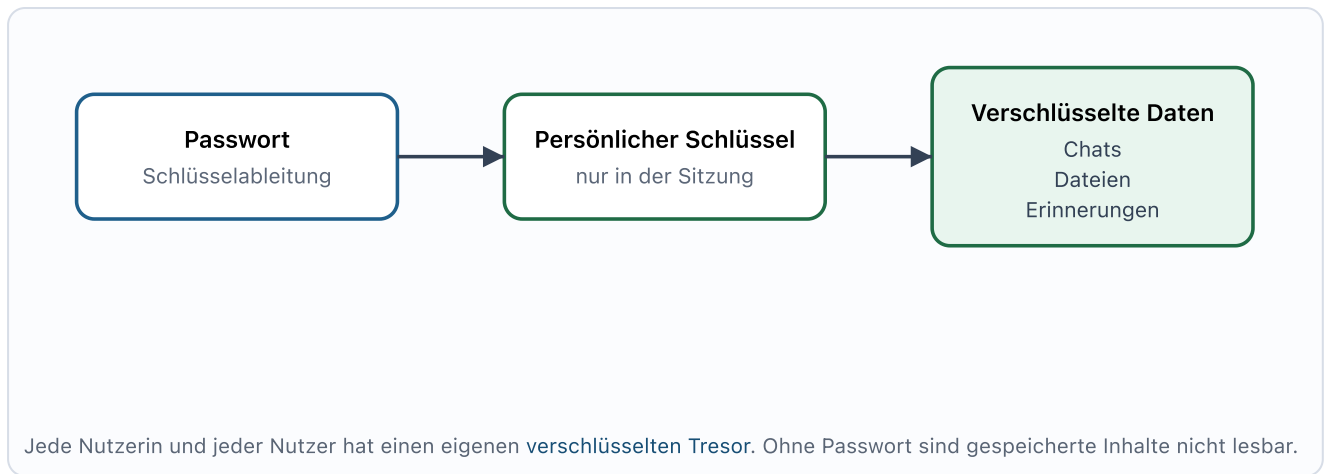 Passwort
Schlüsselableitung
Persönlicher Schlüssel
nur in der Sitzung
Verschlüsselte Daten
Chats
Dateien
Erinnerungen
Jede Nutzerin und jeder Nutzer hat einen eigenen verschlüsselten Tresor. Ohne Passwort sind gespeicherte Inhalte nicht lesbar.